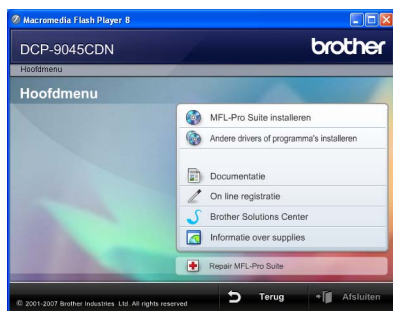 Macromedia Flash Player 8
DCP-9045CDN
brother
Hoofdmenu
Hoofdmenu
MFL-Pro Suite installeren
Andere drivers of programma's installeren
Documentatie
On line registratie
Brother Solutions Center
Informatie over supplies
Repair MFL-Pro Suite
© 2001-2007 Brother Industries Ltd. All rights reserved
Terug
Afsluiten